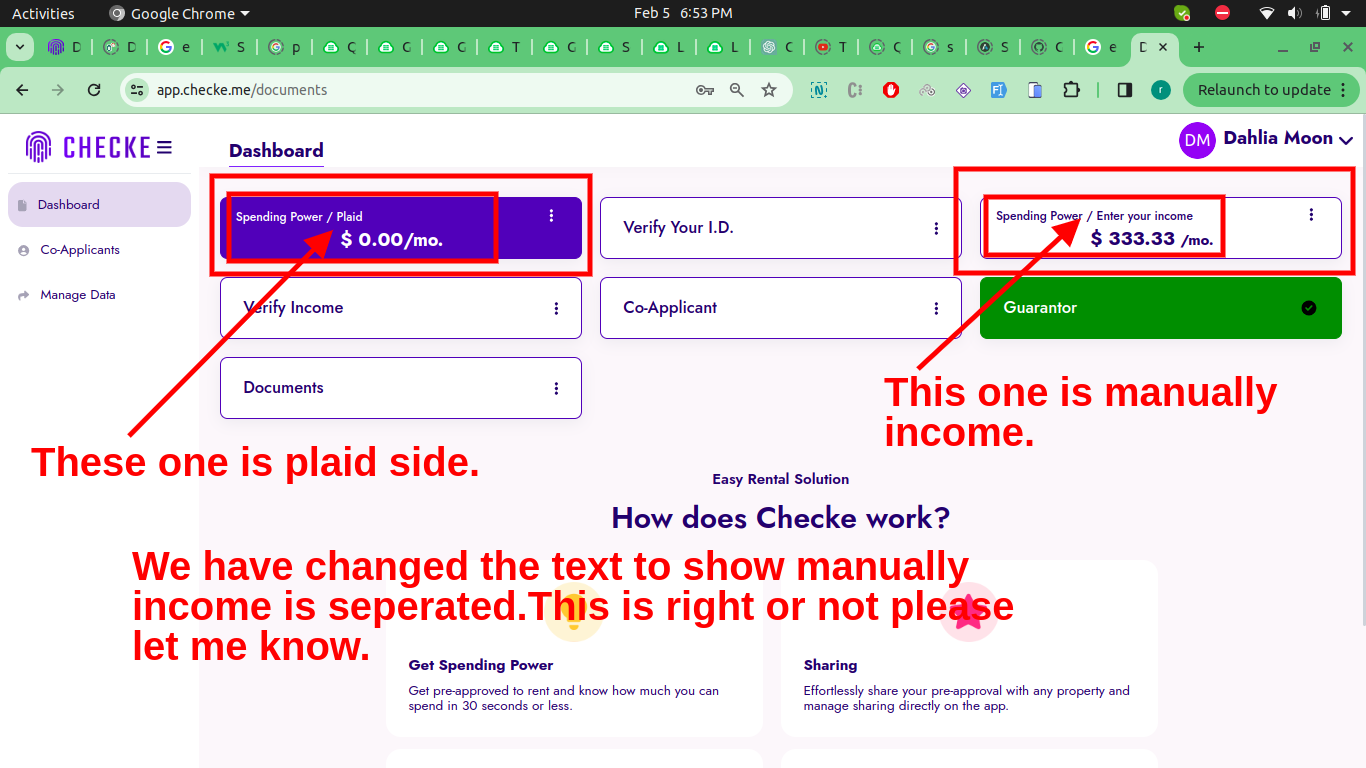 Activities
Google Chrome
Feb 5 6:53 PM
D
D
e
S
p
Ç
C
C
T
C
S
L
L
C
T
Ç
s
S
C
e
D
app.checke.me/documents
Relaunch to update
CHECKE
Dashboard
DM
Dahlia Moon
Dashboard
Co-Applicants
Manage Data
Spending Power / Plaid
$ 0.00/mo.
Verify Your I.D.
Spending Power / Enter your income
$ 333.33 /mo.
Verify Income
Co-Applicant
Guarantor
Documents
This one is manually
income.
These one is plaid side.
Easy Rental Solution
How does Checke work?
We have changed the text to show manually
income is seperated.This is right or not please
let me know.
Get Spending Power
Get pre-approved to rent and know how much you can
spend in 30 seconds or less.
Sharing
Effortlessly share your pre-approval with any property and
manage sharing directly on the app.